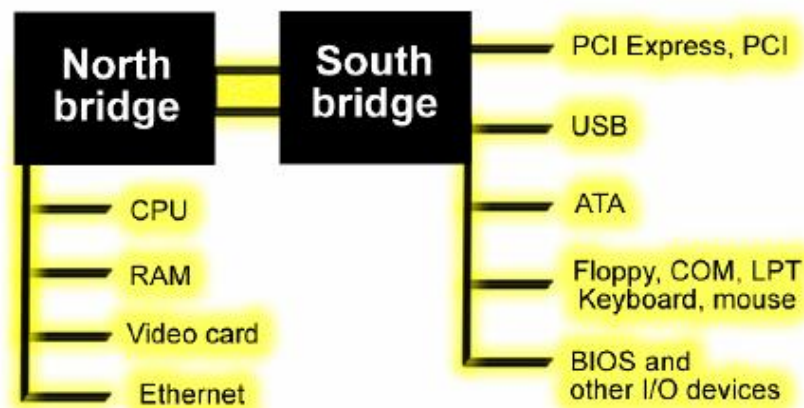 North
bridge
South
bridge
CPU
RAM
Video card
Ethernet
PCI Express, PCI
USB
ATA
Floppy, COM, LPT
Keyboard, mouse
BIOS and
other I/O devices